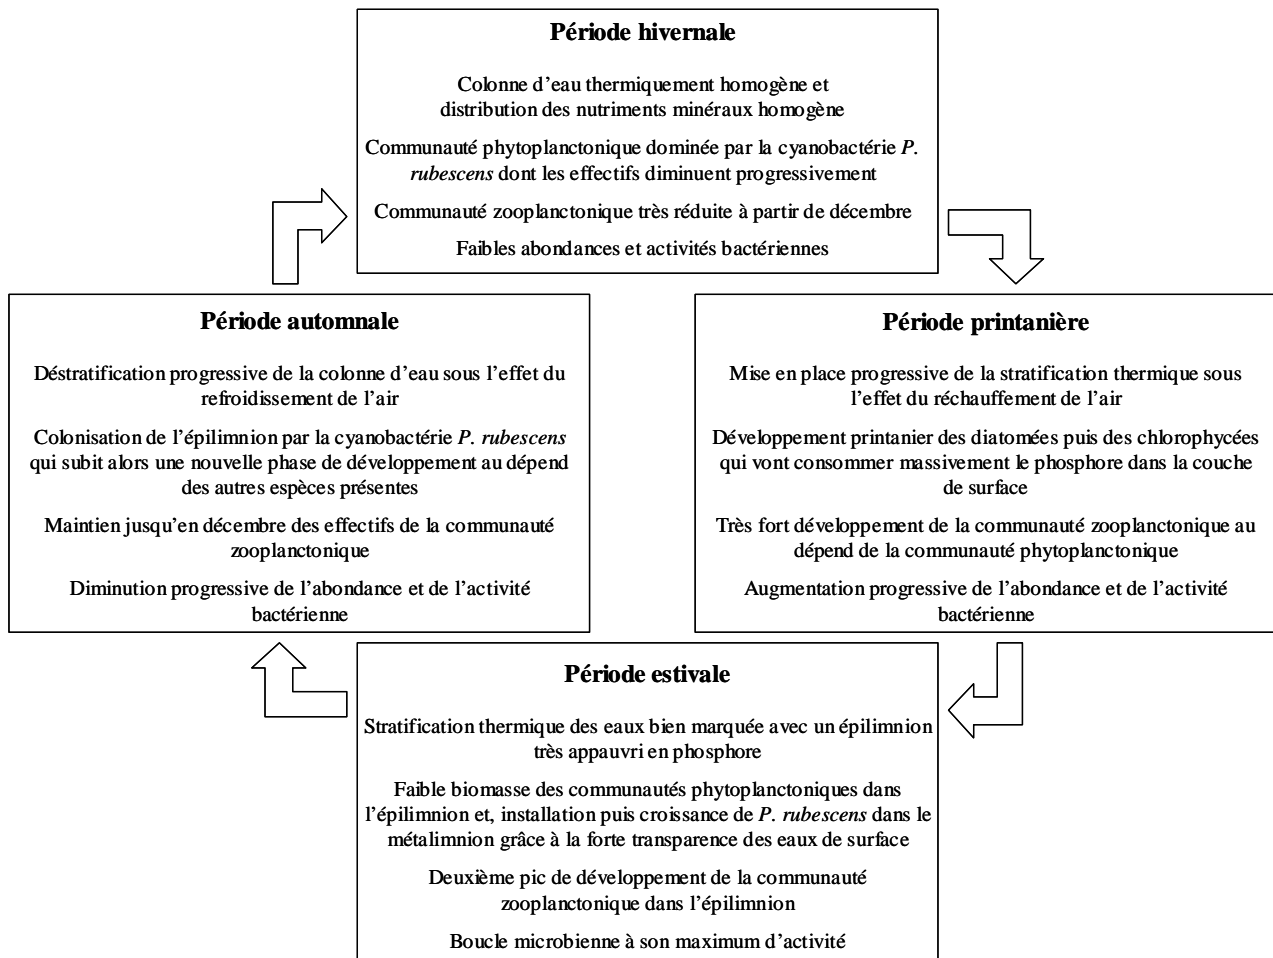 Période hivernale
Colonne d'eau thermiquement homogène et
distribution des nutriments minéraux homogène
Communauté phytoplanctonique dominée par la cyanobactérie P.
rubescens dont les effectifs diminuent progressivement
Communauté zooplanctonique très réduite à partir de décembre
Faibles abondances et activités bactériennes
Période automnale
Déstratification progressive de la colonne d'eau sous l'effet du
refroidissement de l'air
Colonisation de l'épilimnion par la cyanobactérie P. rubescens
qui subit alors une nouvelle phase de développement au dépend
des autres espèces présentes
Maintien jusqu'en décembre des effectifs de la communauté
zooplanctonique
Diminution progressive de l'abondance et de l'activité
bactérienne
Période printanière
Mise en place progressive de la stratification thermique sous
l'effet du réchauffement de l'air
Développement printanier des diatomées puis des chlorophycées
qui vont consommer massivement le phosphore dans la couche
de surface
Très fort développement de la communauté zooplanctonique au
dépend de la communauté phytoplanctonique
Augmentation progressive de l'abondance et de l'activité
bactérienne
Période estivale
Stratification thermique des eaux bien marquée avec un épilimnion
très appauvri en phosphore
Faible biomasse des communautés phytoplanctoniques dans
l'épilimnion et, installation puis croissance de P. rubescens dans le
métalimnion grâce à la forte transparence des eaux de surface
Deuxième pic de développement de la communauté
zooplanctonique dans l'épilimnion
Boucle microbienne à son maximum d'activité